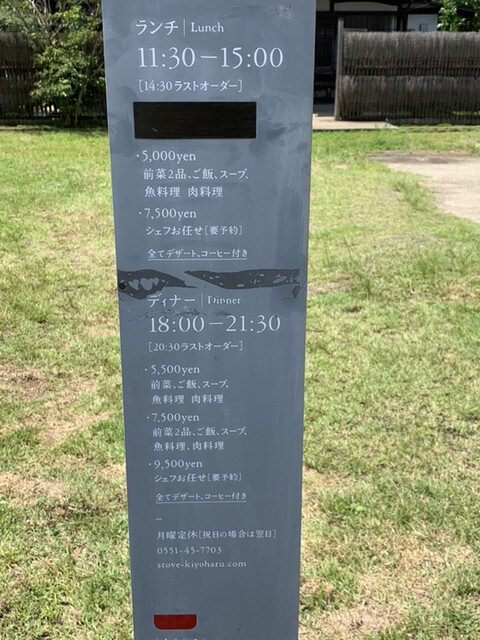 ランチ | Lunch
11:30－15:00
[14:30ラストオーダー]
・5,000yen
前菜2品、ご飯、スープ、
魚料理 肉料理
・7,500yen
シェフお任せ[要予約]
全てデザート、コーヒー付き
ディナー | Dinner
18:00－21:30
[20:30ラストオーダー]
・5,500yen
前菜、ご飯、スープ、
魚料理 肉料理
・7,500yen
前菜2品、ご飯、スープ、
魚料理、肉料理
・9,500yen
シェフお任せ[要予約]
全てデザート、コーヒー付き
–
月曜定休[祝日の場合は翌日]
0551-45-7703
stove-kiyoharu.com